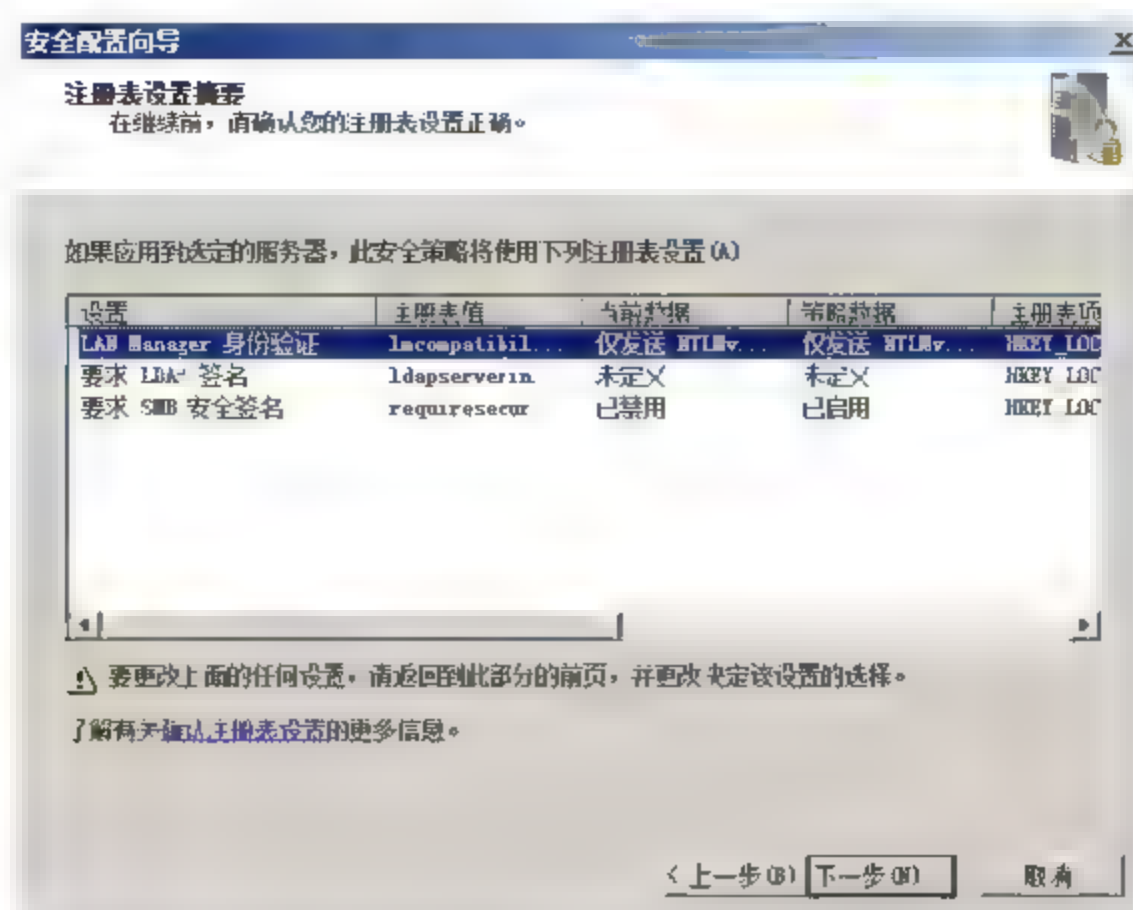 安全配置向导
注册表设置摘要
在继续前，请确认您的注册表设置正确。
如果应用到选定的服务器，此安全策略将使用下列注册表设置(A)
设置 注册表值 当前数据 策略数据 注册表项
LAN Manager 身份验证 lmcompatibil... 仅发送 NTLMv... 仅发送 NTLMv... HKEY_LOC
要求 LDAP 签名 ldapserverin 未定义 未定义 HKEY LOC
要求 SMB 安全签名 requiresecur 已禁用 已启用 HKEY LOC
要更改上面的任何设置，请返回到此部分的前页，并更改决定该设置的选择。
了解有关确认注册表设置的更多信息。
< 上一步(B) 下一步(N) 取消